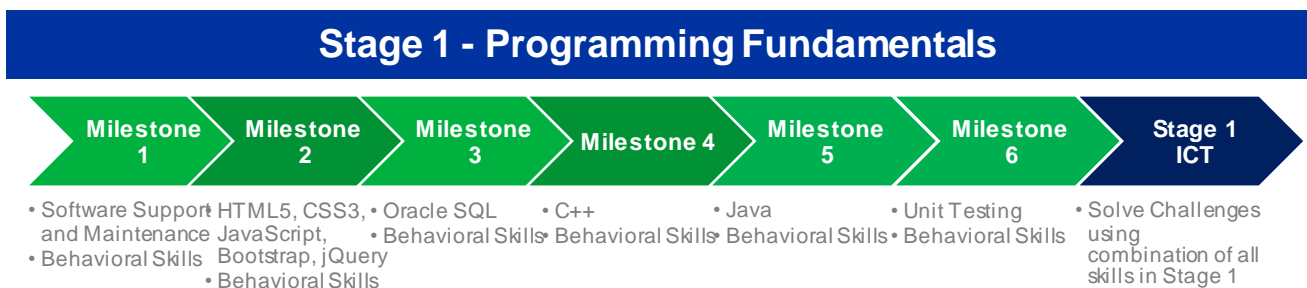 Stage 1 - Programming Fundamentals
Milestone
1
Milestone
2
Milestone
3
Milestone 4
Milestone
5
Milestone
6
Stage 1
ICT
• Software Support
and Maintenance
• Behavioral Skills
• HTML5, CSS3,
JavaScript,
Bootstrap, jQuery
• Behavioral Skills
• Oracle SQL
• Behavioral Skills
• C++
• Behavioral Skills
• Java
• Behavioral Skills
• Unit Testing
• Behavioral Skills
• Solve Challenges
using
combination of all
skills in Stage 1